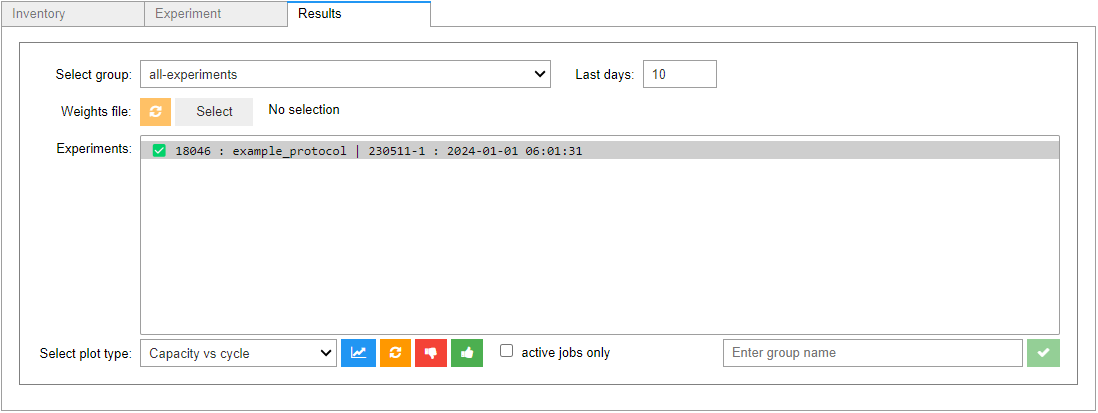 Inventory Experiment Results
Select group: all-experiments Last days: 10
Weights file: Select No selection
Experiments: 18046 : example_protocol | 230511-1 : 2024-01-01 06:01:31
Select plot type: Capacity vs cycle active jobs only Enter group name